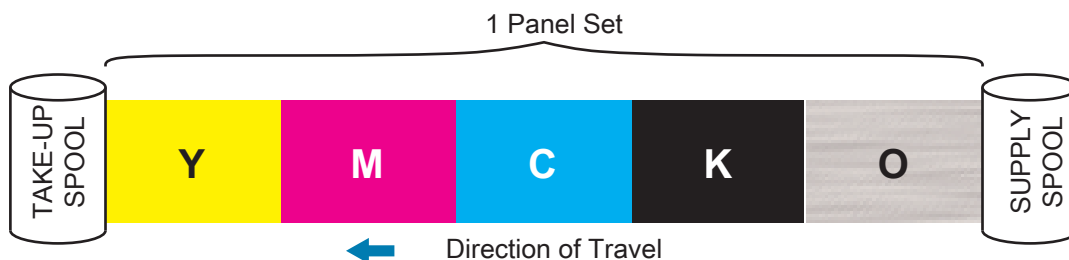 1 Panel Set
TAKE-UP
SPOOL
Y
M
C
K
O
SUPPLY
SPOOL
Direction of Travel